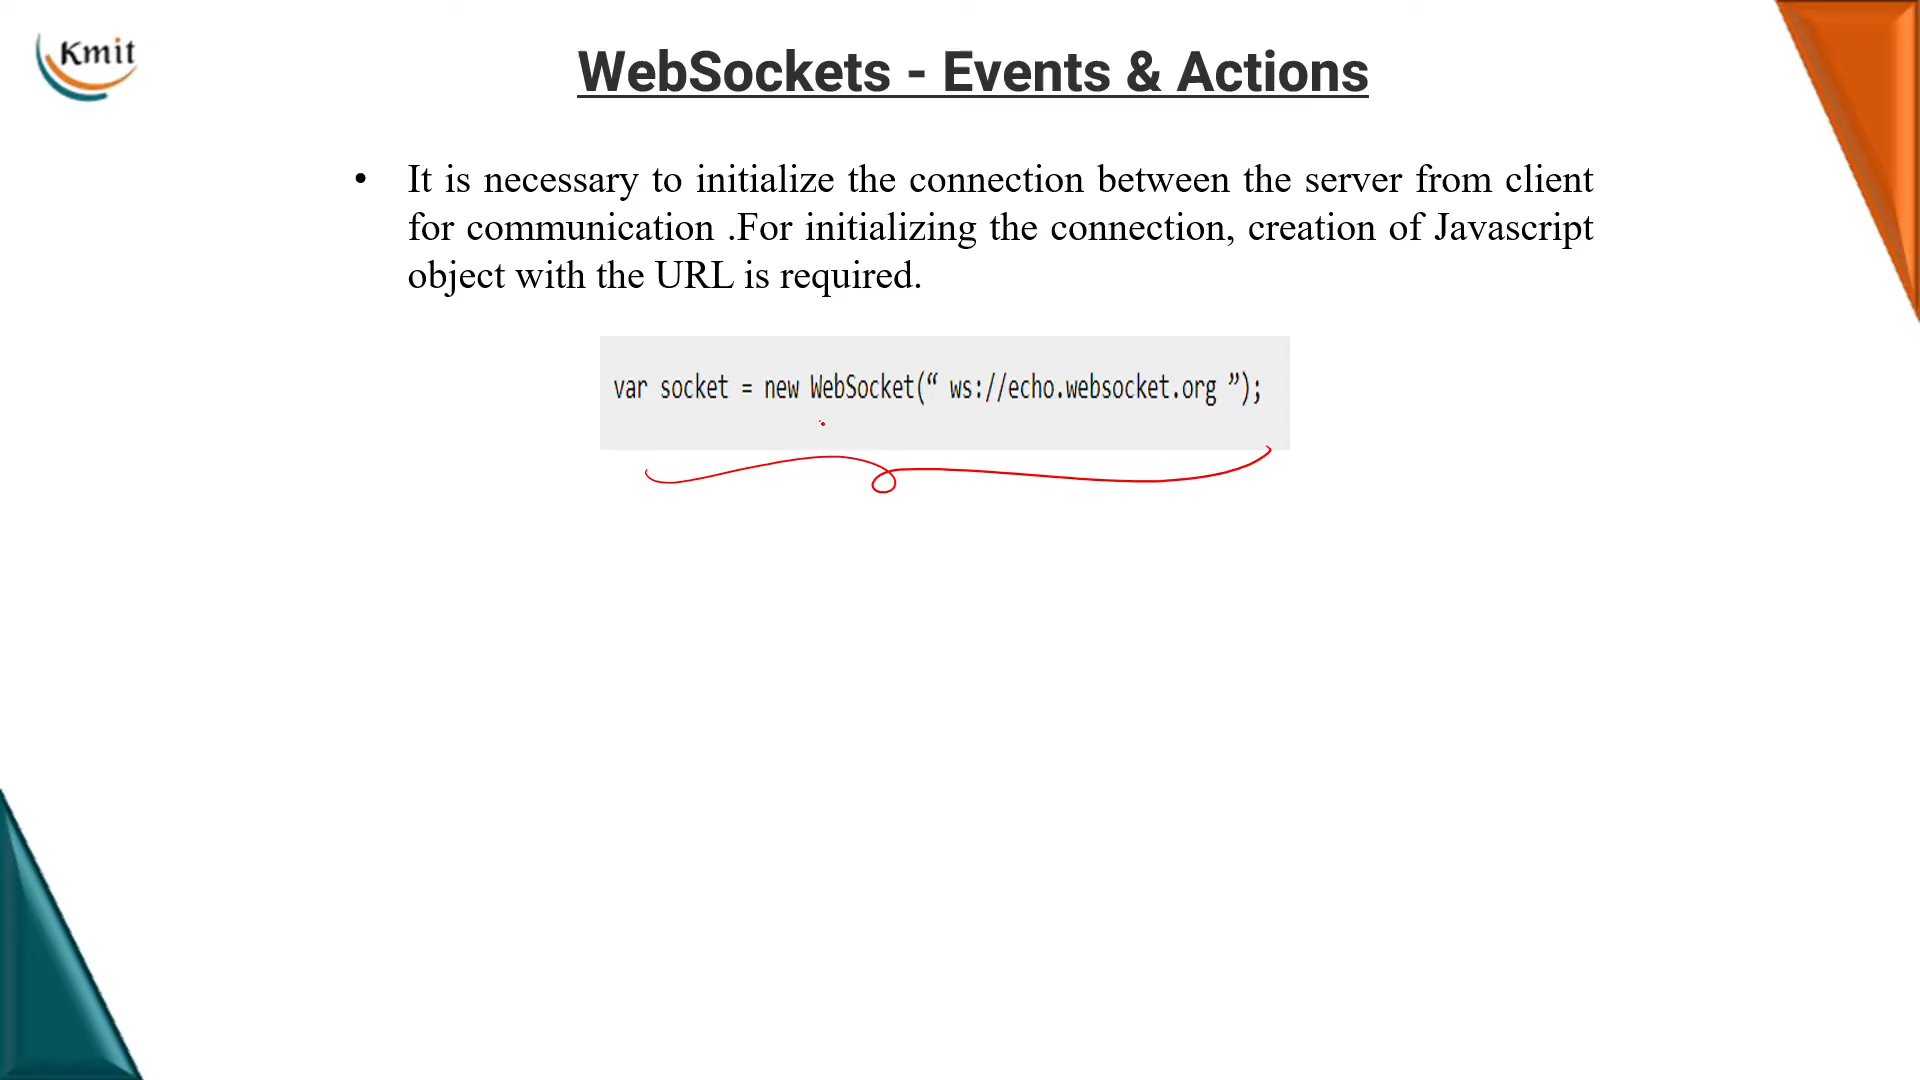 Kmit
WebSockets - Events & Actions
• It is necessary to initialize the connection between the server from client
for communication .For initializing the connection, creation of Javascript
object with the URL is required.
var socket = new WebSocket(“ ws://echo.websocket.org ”);